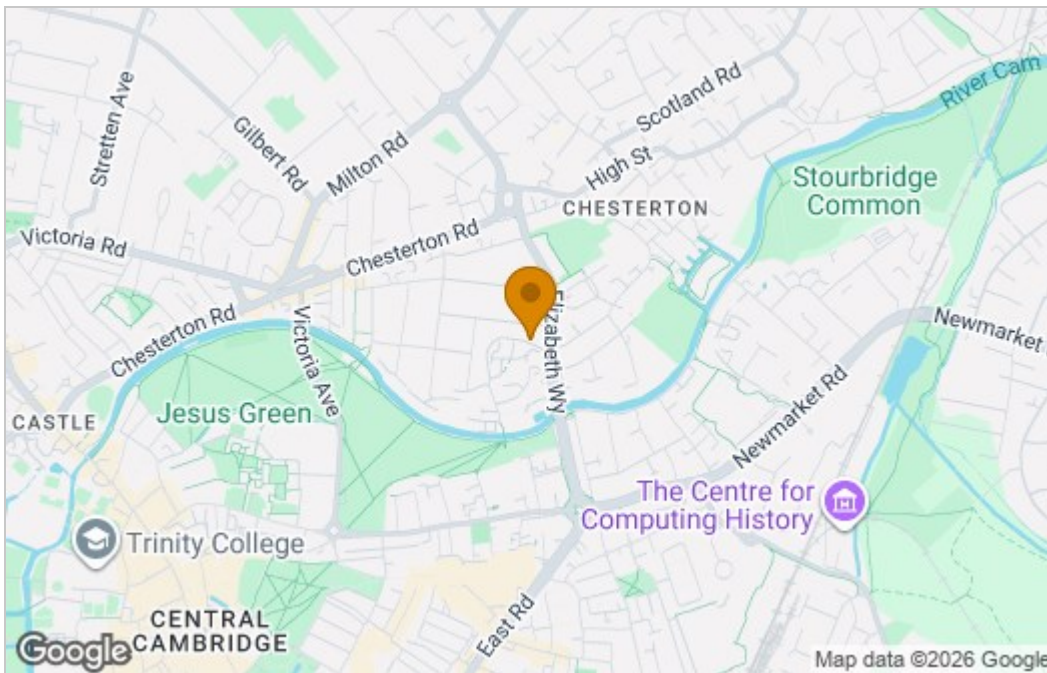 Stretten Ave
Gilbert Rd
Milton Rd
Scotland Rd
High St
River Cam
Stourbridge
Common
CHESTERTON
Victoria Rd
Chesterton Rd
Chesterton Rd
Victoria Ave
Elizabeth Wy
Newmarket
Newmarket Rd
CASTLE
Jesus Green
The Centre for
Computing History
Trinity College
CENTRAL
CAMBRIDGE
East Rd
Google
Map data ©2026 Google